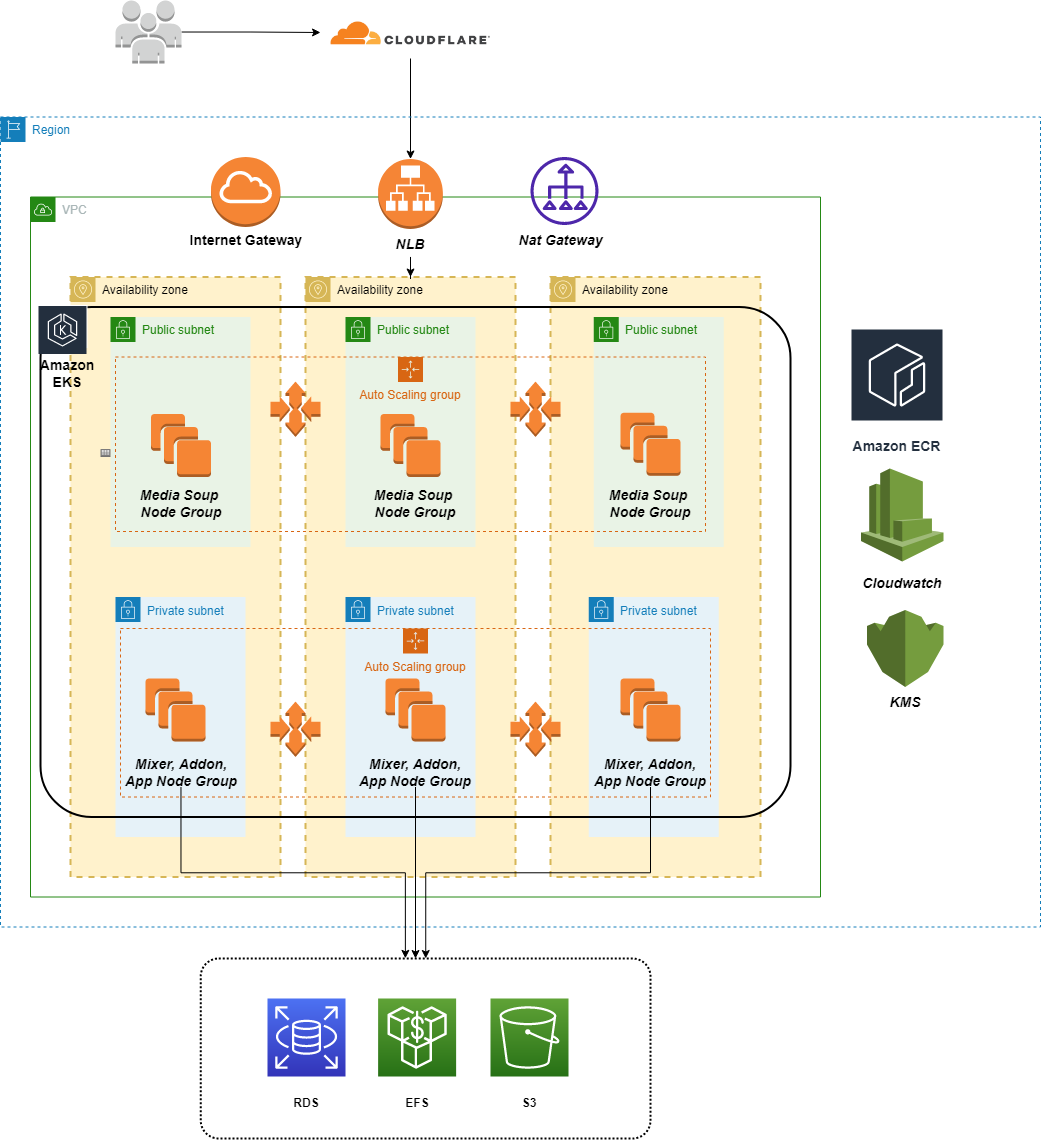 CLOUDFLARE
Region
VPC
Internet Gateway
NLB
Nat Gateway
Availability zone
Availability zone
Availability zone
Amazon
EKS
Public subnet
Public subnet
Public subnet
Auto Scaling group
Media Soup
Node Group
Media Soup
Node Group
Media Soup
Node Group
Private subnet
Private subnet
Private subnet
Auto Scaling group
Mixer, Addon,
App Node Group
Mixer, Addon,
App Node Group
Mixer, Addon,
App Node Group
Amazon ECR
Cloudwatch
KMS
RDS
EFS
S3